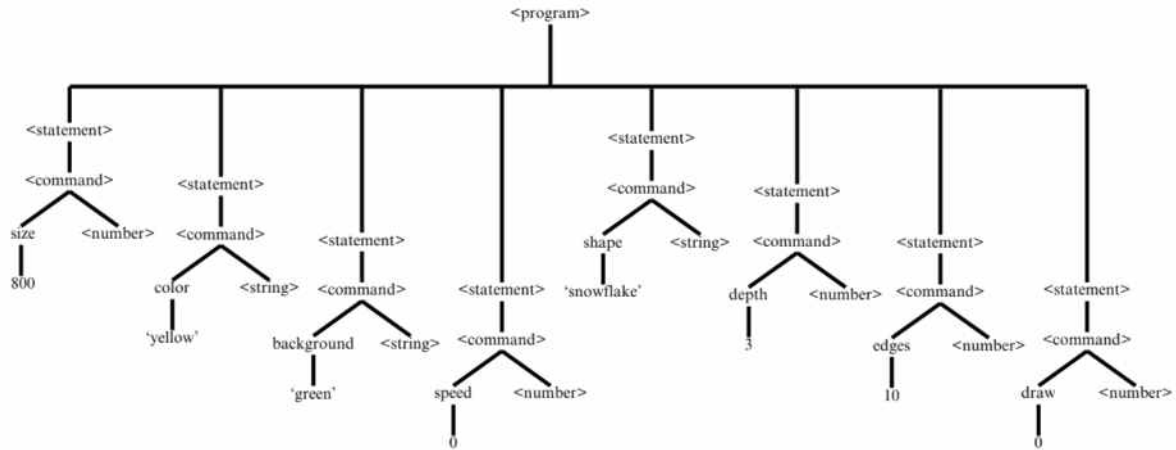 <program>
<statement>
<command>
size <number>
800
<statement>
<command>
color <string>
‘yellow’
<statement>
<command>
background <string>
‘green’
<statement>
<command>
speed <number>
0
<statement>
<command>
shape <string>
‘snowflake’
<statement>
<command>
depth <number>
3
<statement>
<command>
edges <number>
10
<statement>
<command>
draw <number>
0